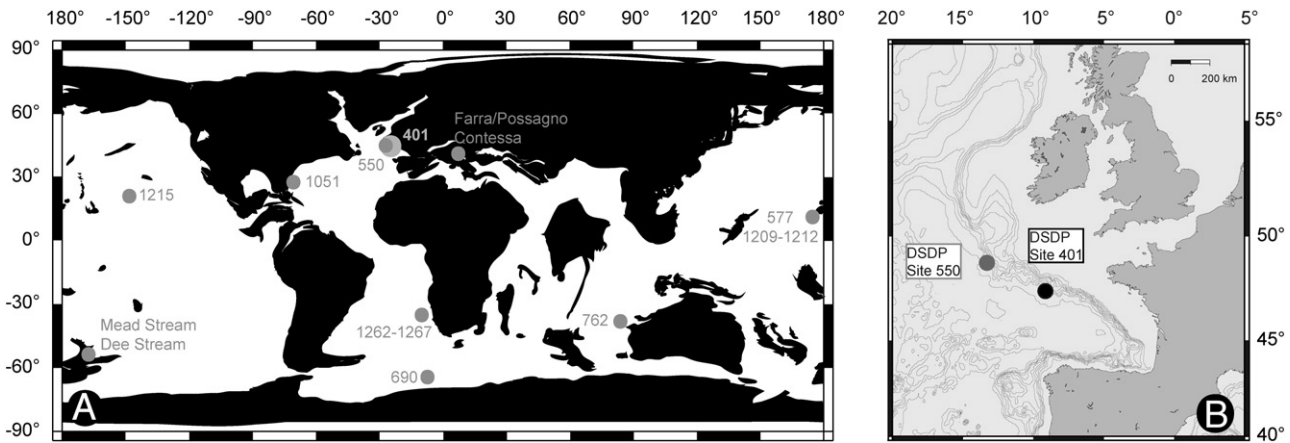 -180° -150° -120° -90° -60° -30° 0° 30° 60° 90° 120° 150° 180°
90°
60°
30°
0°
-30°
-60°
-90°
401
550
Farra/Possagno
Contessa
1051
1215
577
1209-1212
Mead Stream
Dee Stream
1262-1267
762
690
A
20° 15° 10° 5° 0° 5°
0 200 km
55°
50°
45°
40°
DSDP
Site 550
DSDP
Site 401
B